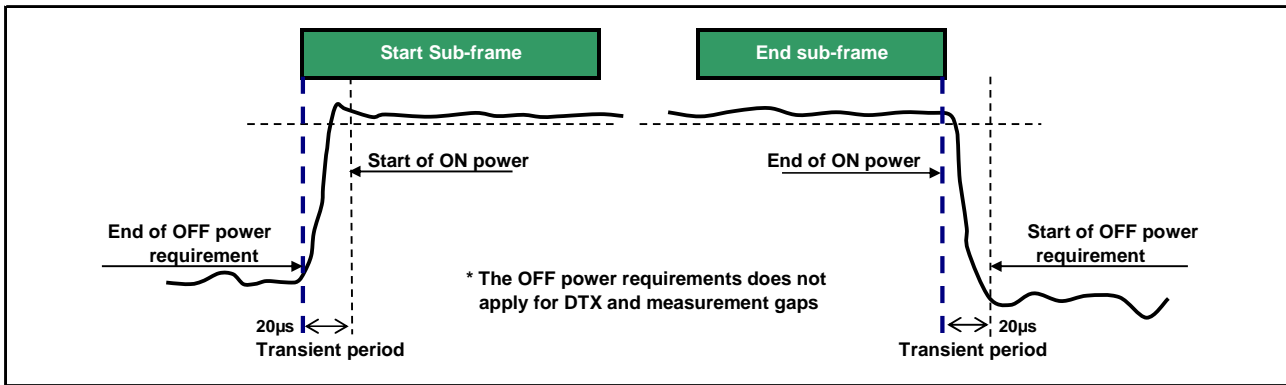 Start Sub-frame
End sub-frame
Start of ON power
End of ON power
End of OFF power
requirement
Start of OFF power
requirement
* The OFF power requirements does not
apply for DTX and measurement gaps
20µs
Transient period
20µs
Transient period